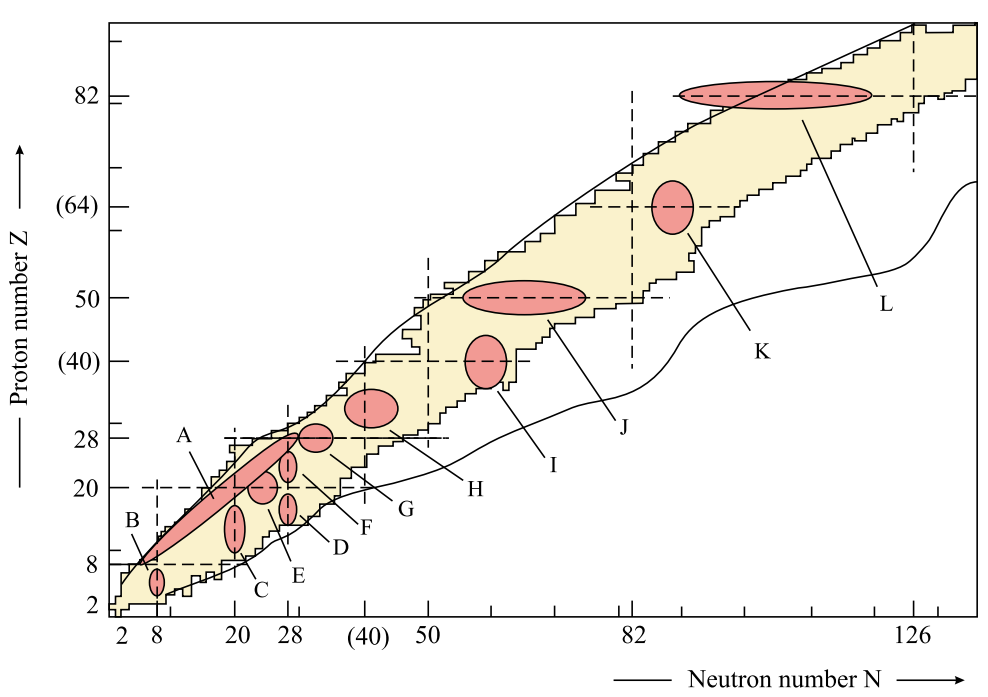 82
(64)
50
(40)
28
20
8
2
Proton number Z
A
B
C
D
E
F
G
H
I
J
K
L
2 8 20 28 (40) 50 82 126
Neutron number N